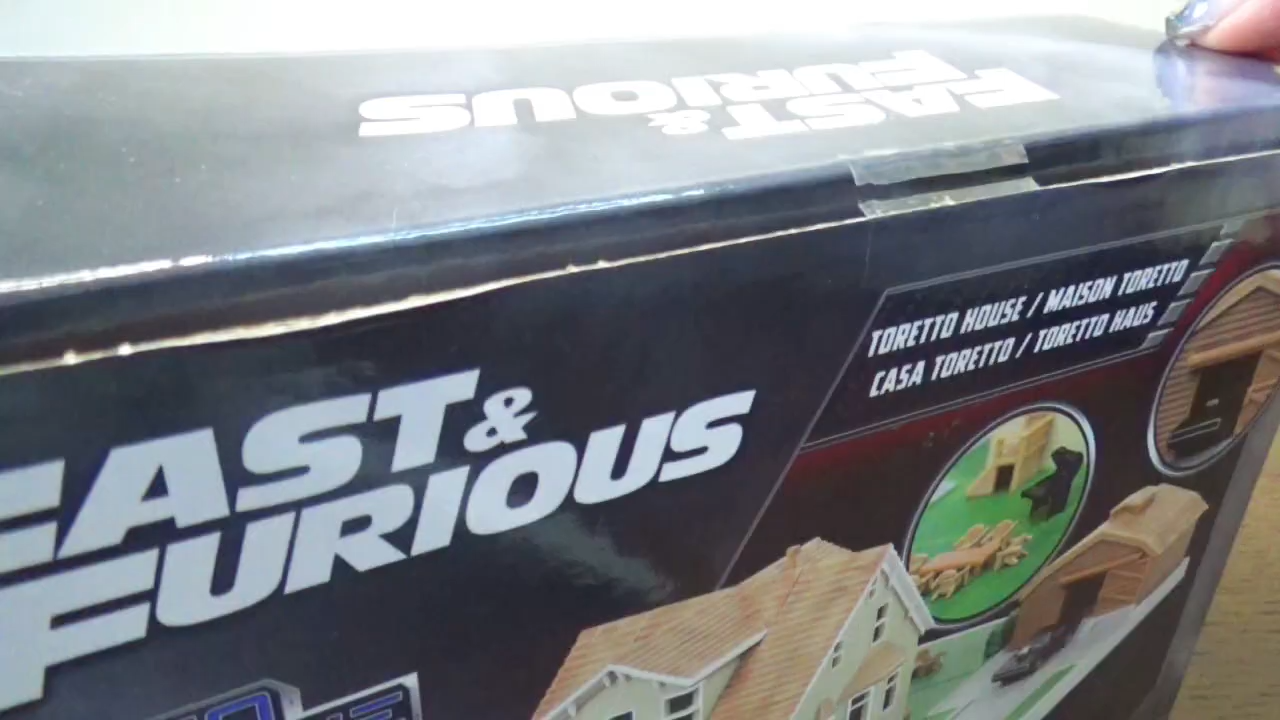 FAST &
FURIOUS
TORETTO HOUSE / MAISON TORETTO
CASA TORETTO / TORETTO HAUS
FAST &
FURIOUS